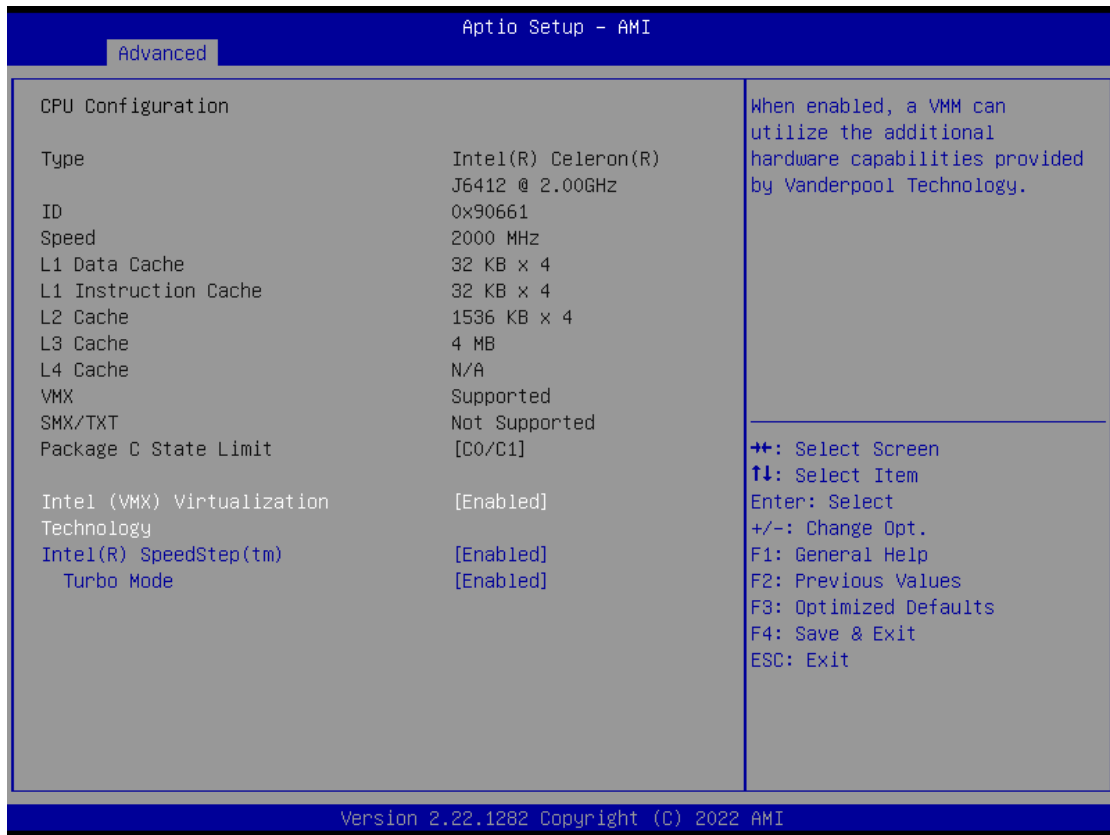 Aptio Setup – AMI
Advanced
CPU Configuration
Type Intel(R) Celeron(R)
J6412 @ 2.00GHz
ID 0x90661
Speed 2000 MHz
L1 Data Cache 32 KB x 4
L1 Instruction Cache 32 KB x 4
L2 Cache 1536 KB x 4
L3 Cache 4 MB
L4 Cache N/A
VMX Supported
SMX/TXT Not Supported
Package C State Limit [C0/C1]
Intel (VMX) Virtualization [Enabled]
Technology
Intel(R) SpeedStep(tm) [Enabled]
Turbo Mode [Enabled]
When enabled, a VMM can
utilize the additional
hardware capabilities provided
by Vanderpool Technology.
→←: Select Screen
↑↓: Select Item
Enter: Select
+/-: Change Opt.
F1: General Help
F2: Previous Values
F3: Optimized Defaults
F4: Save & Exit
ESC: Exit
Version 2.22.1282 Copyright (C) 2022 AMI